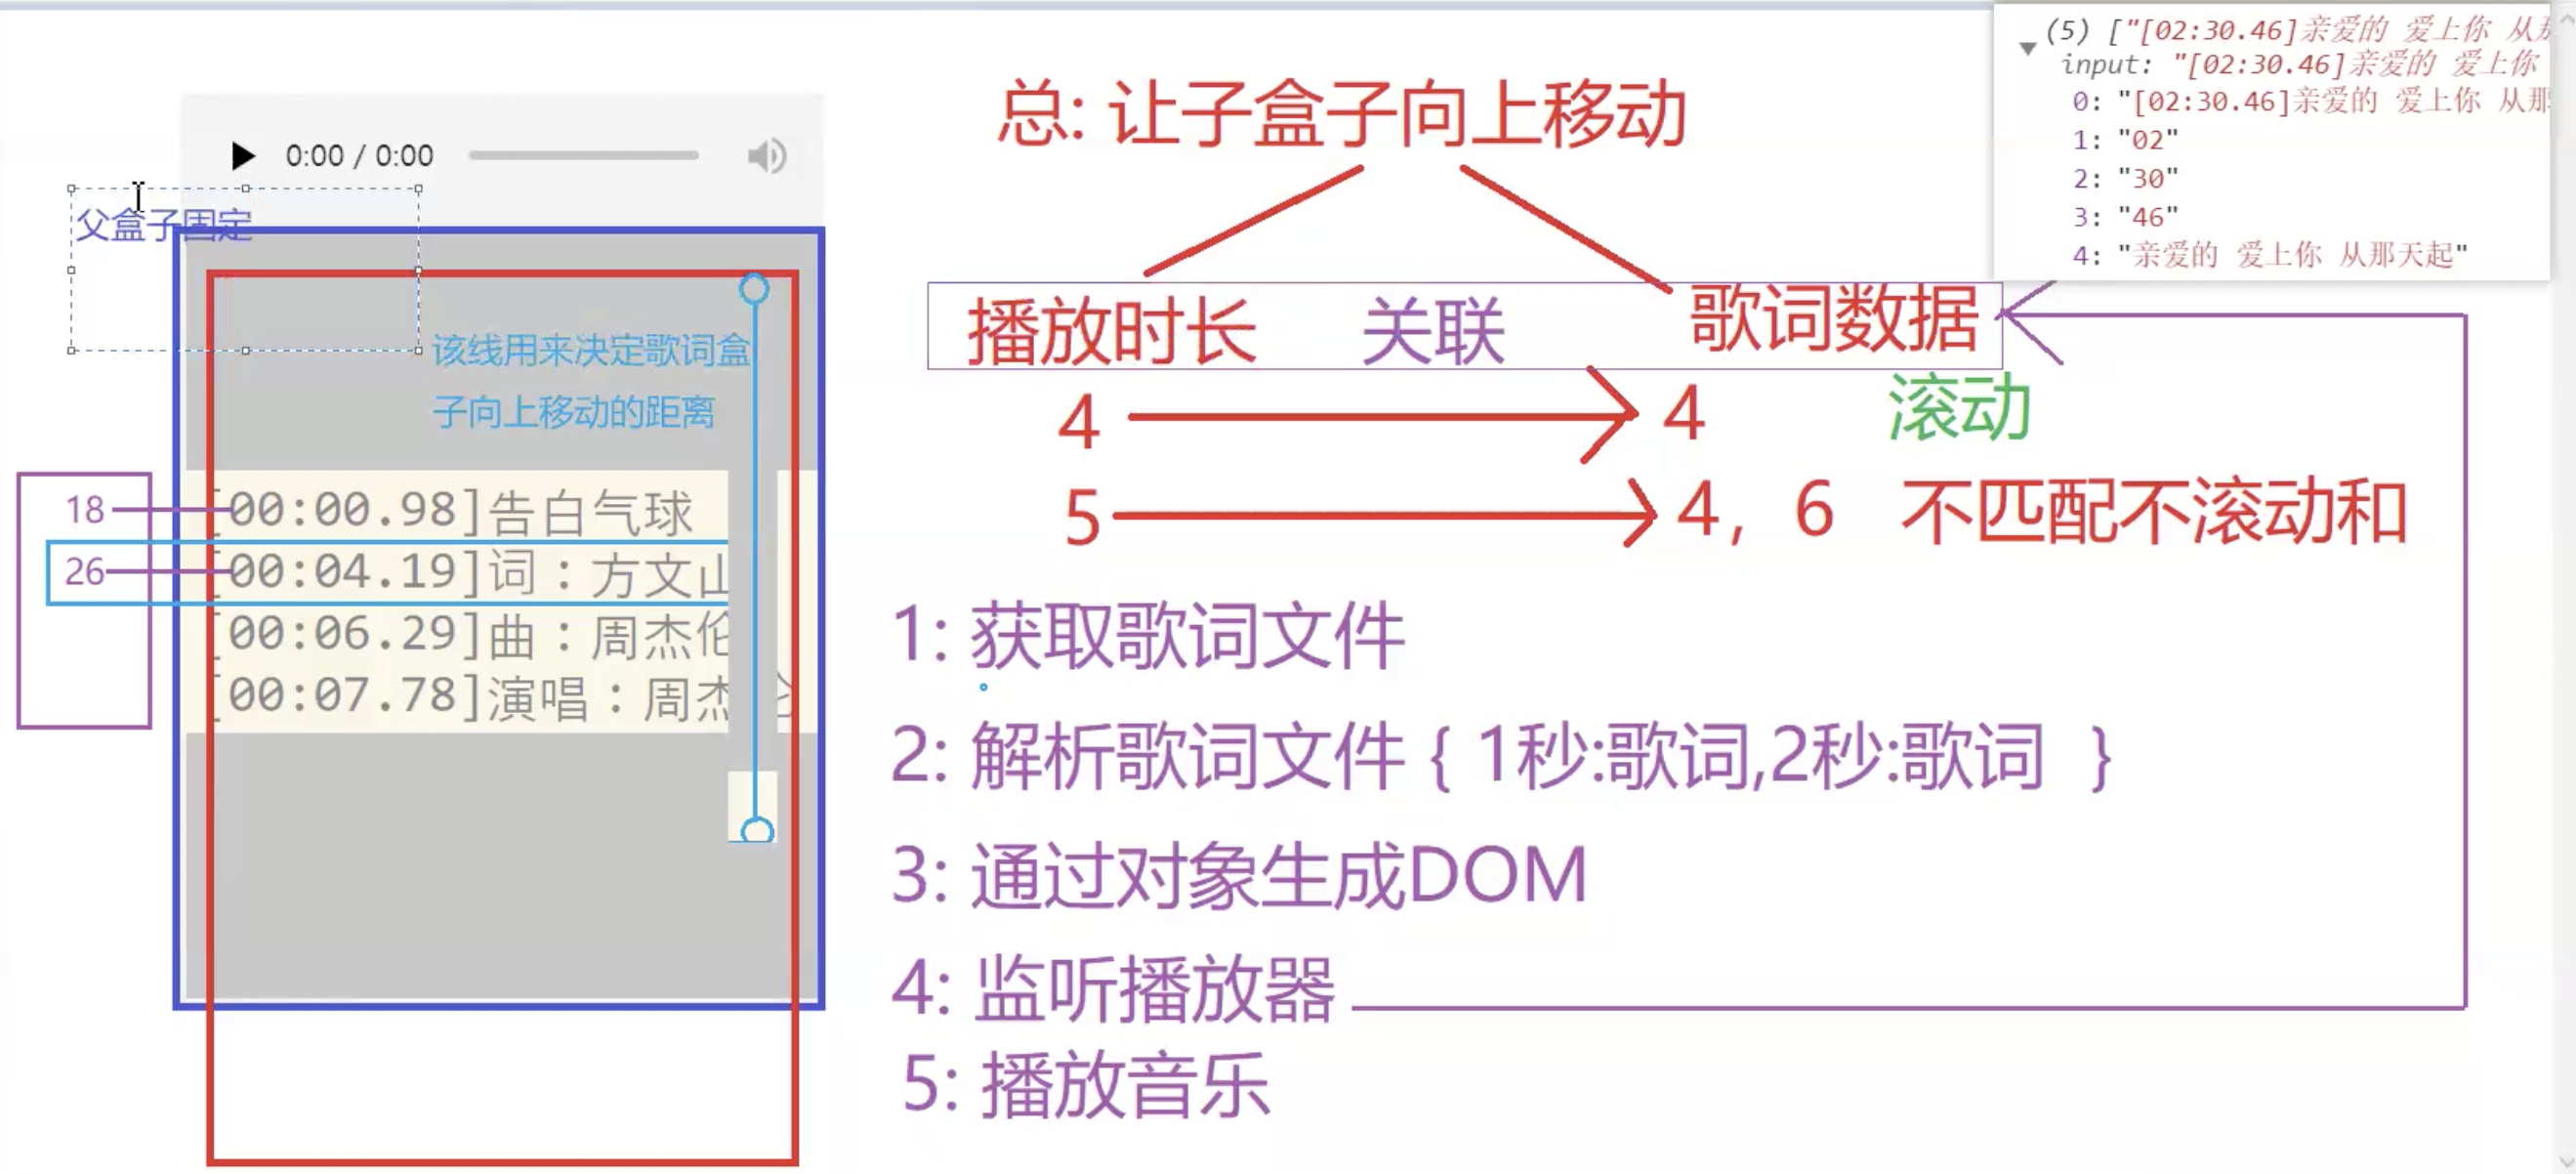 (5) ["[02:30.46]亲爱的 爱上你 从
input: "[02:30.46]亲爱的 爱上你
0: "[02:30.46]亲爱的 爱上你 从那
1: "02"
2: "30"
3: "46"
4: "亲爱的 爱上你 从那天起"
0:00 / 0:00
父盒子固定
该线用来决定歌词盒
子向上移动的距离
18
[00:00.98]告白气球
26
[00:04.19]词：方文山
[00:06.29]曲：周杰伦
[00:07.78]演唱：周杰
总: 让子盒子向上移动
播放时长 关联 歌词数据
4 4 滚动
5 4, 6 不匹配不滚动和
1: 获取歌词文件
2: 解析歌词文件 { 1秒:歌词,2秒:歌词 }
3: 通过对象生成DOM
4: 监听播放器
5: 播放音乐